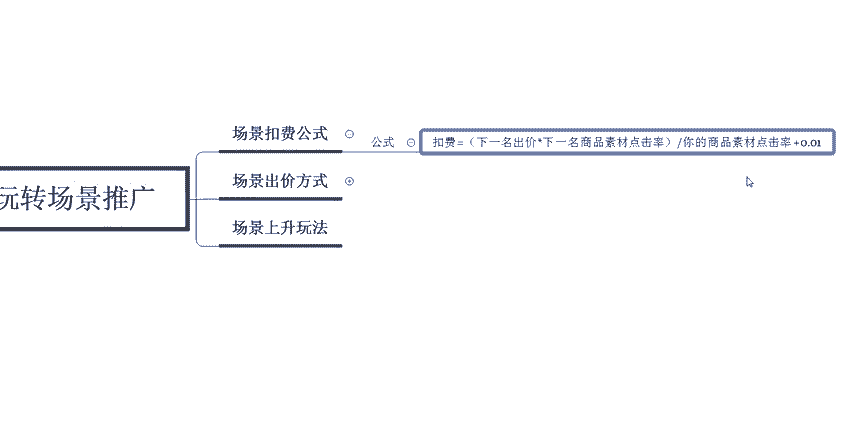 玩转场景推广
场景扣费公式
公式
扣费=（下一名出价*下一名商品素材点击率）/你的商品素材点击率+0.01
场景出价方式
场景上升玩法